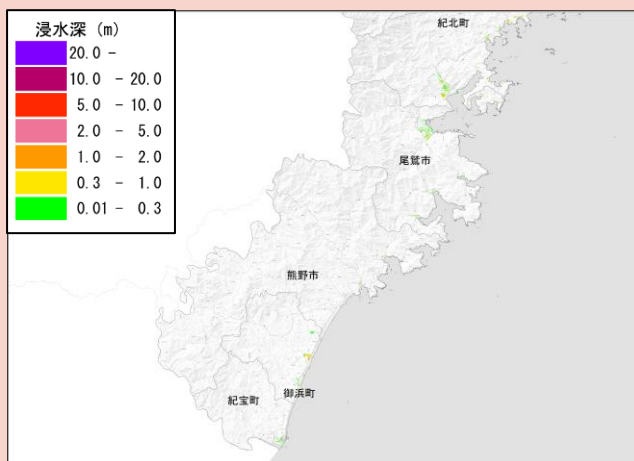 浸水深 (m)
20.0 -
10.0 - 20.0
5.0 - 10.0
2.0 - 5.0
1.0 - 2.0
0.3 - 1.0
0.01 - 0.3
紀北町
尾鷲市
熊野市
御浜町
紀宝町